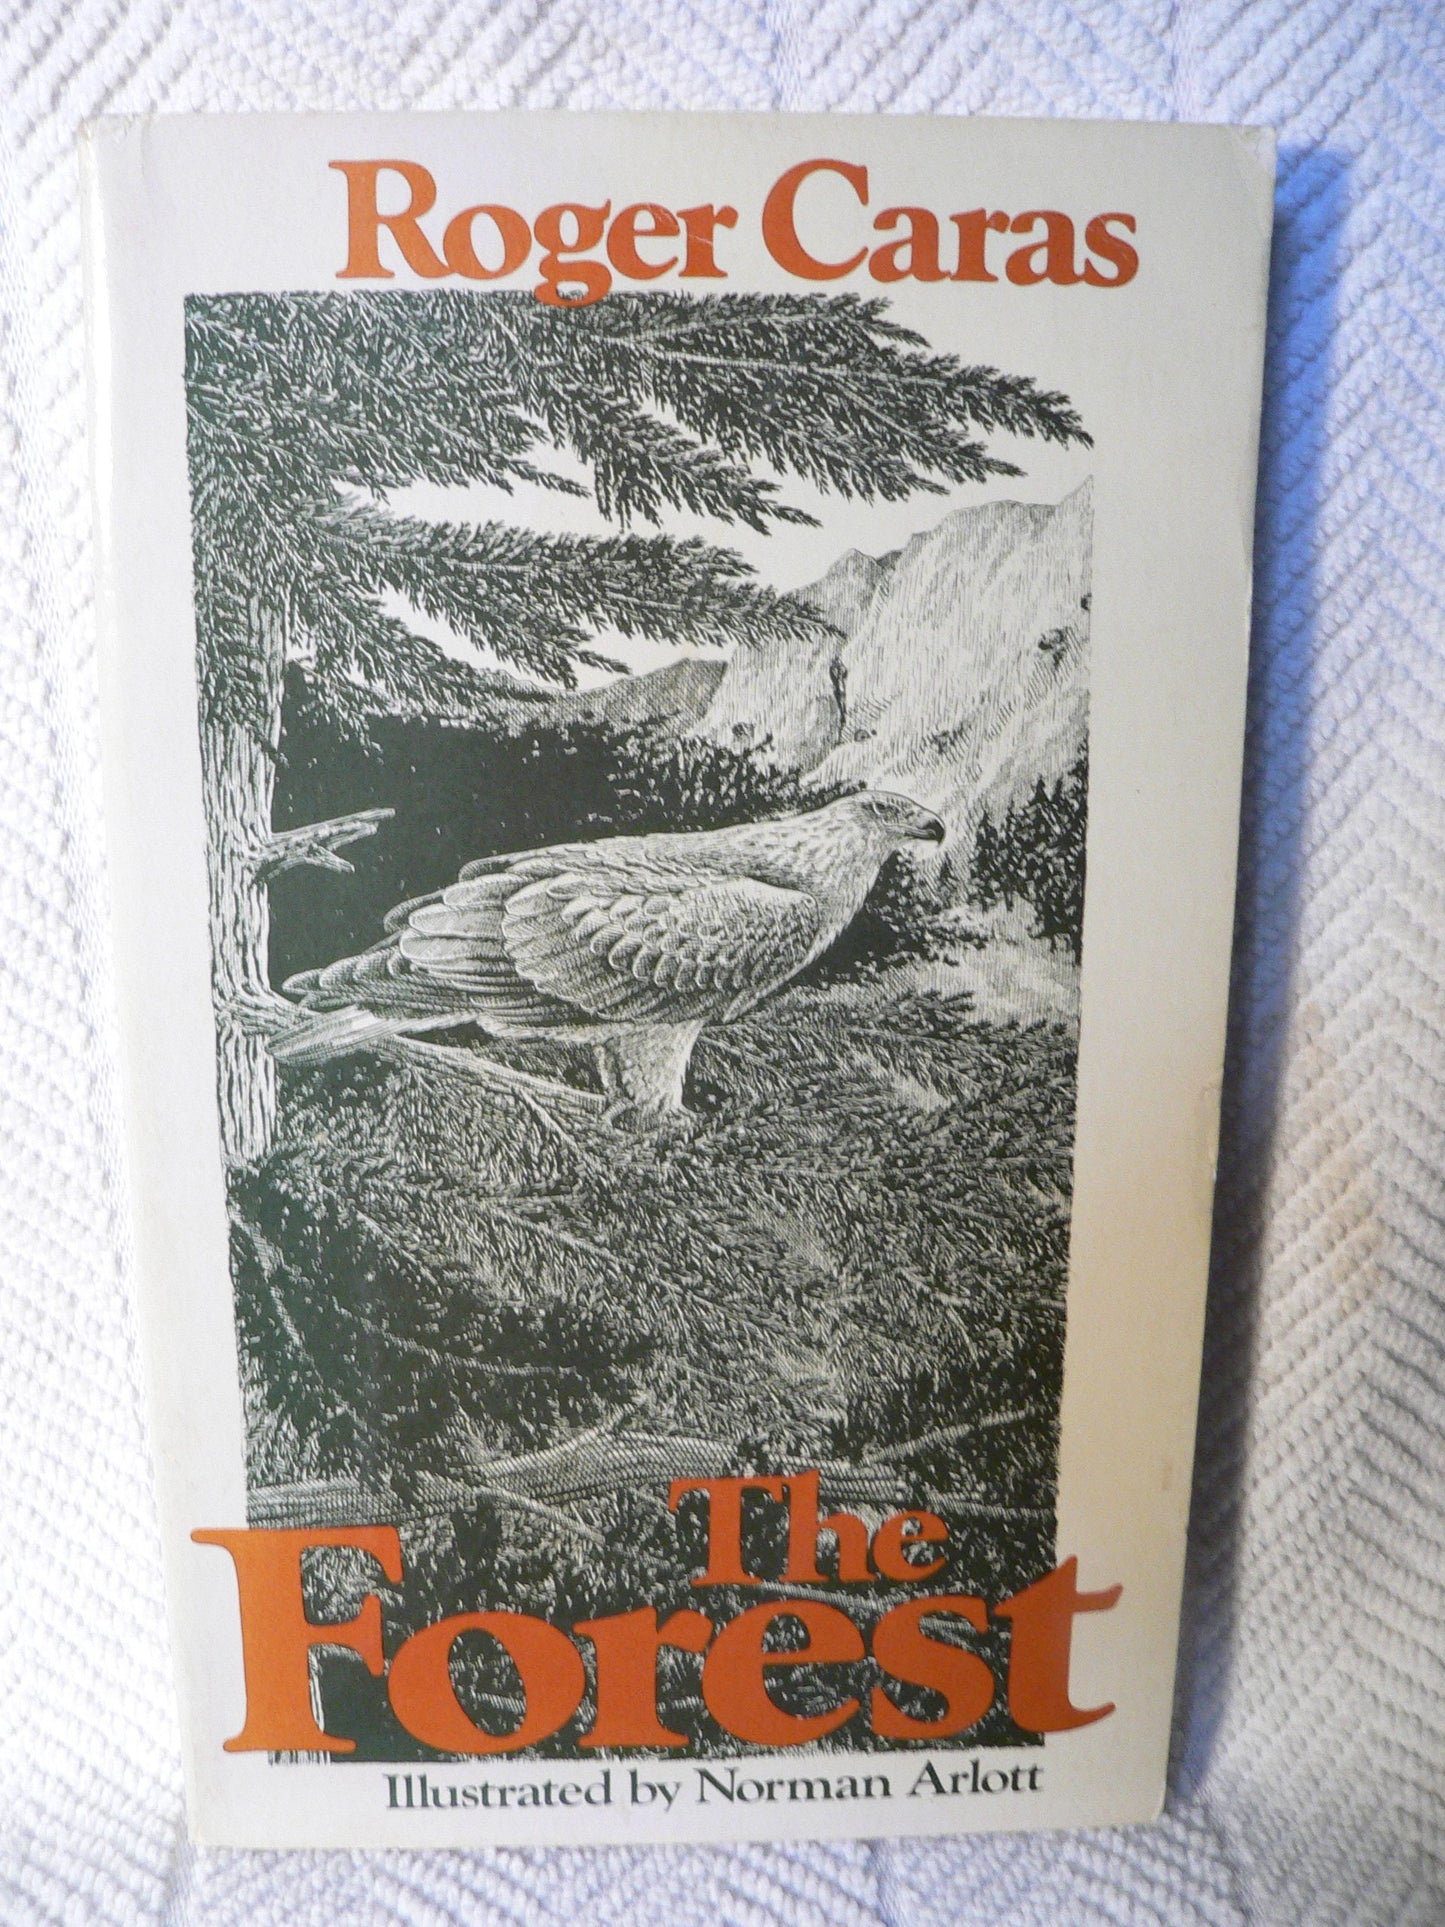 Roger Caras
The
Forest
Illustrated by Norman Arlott